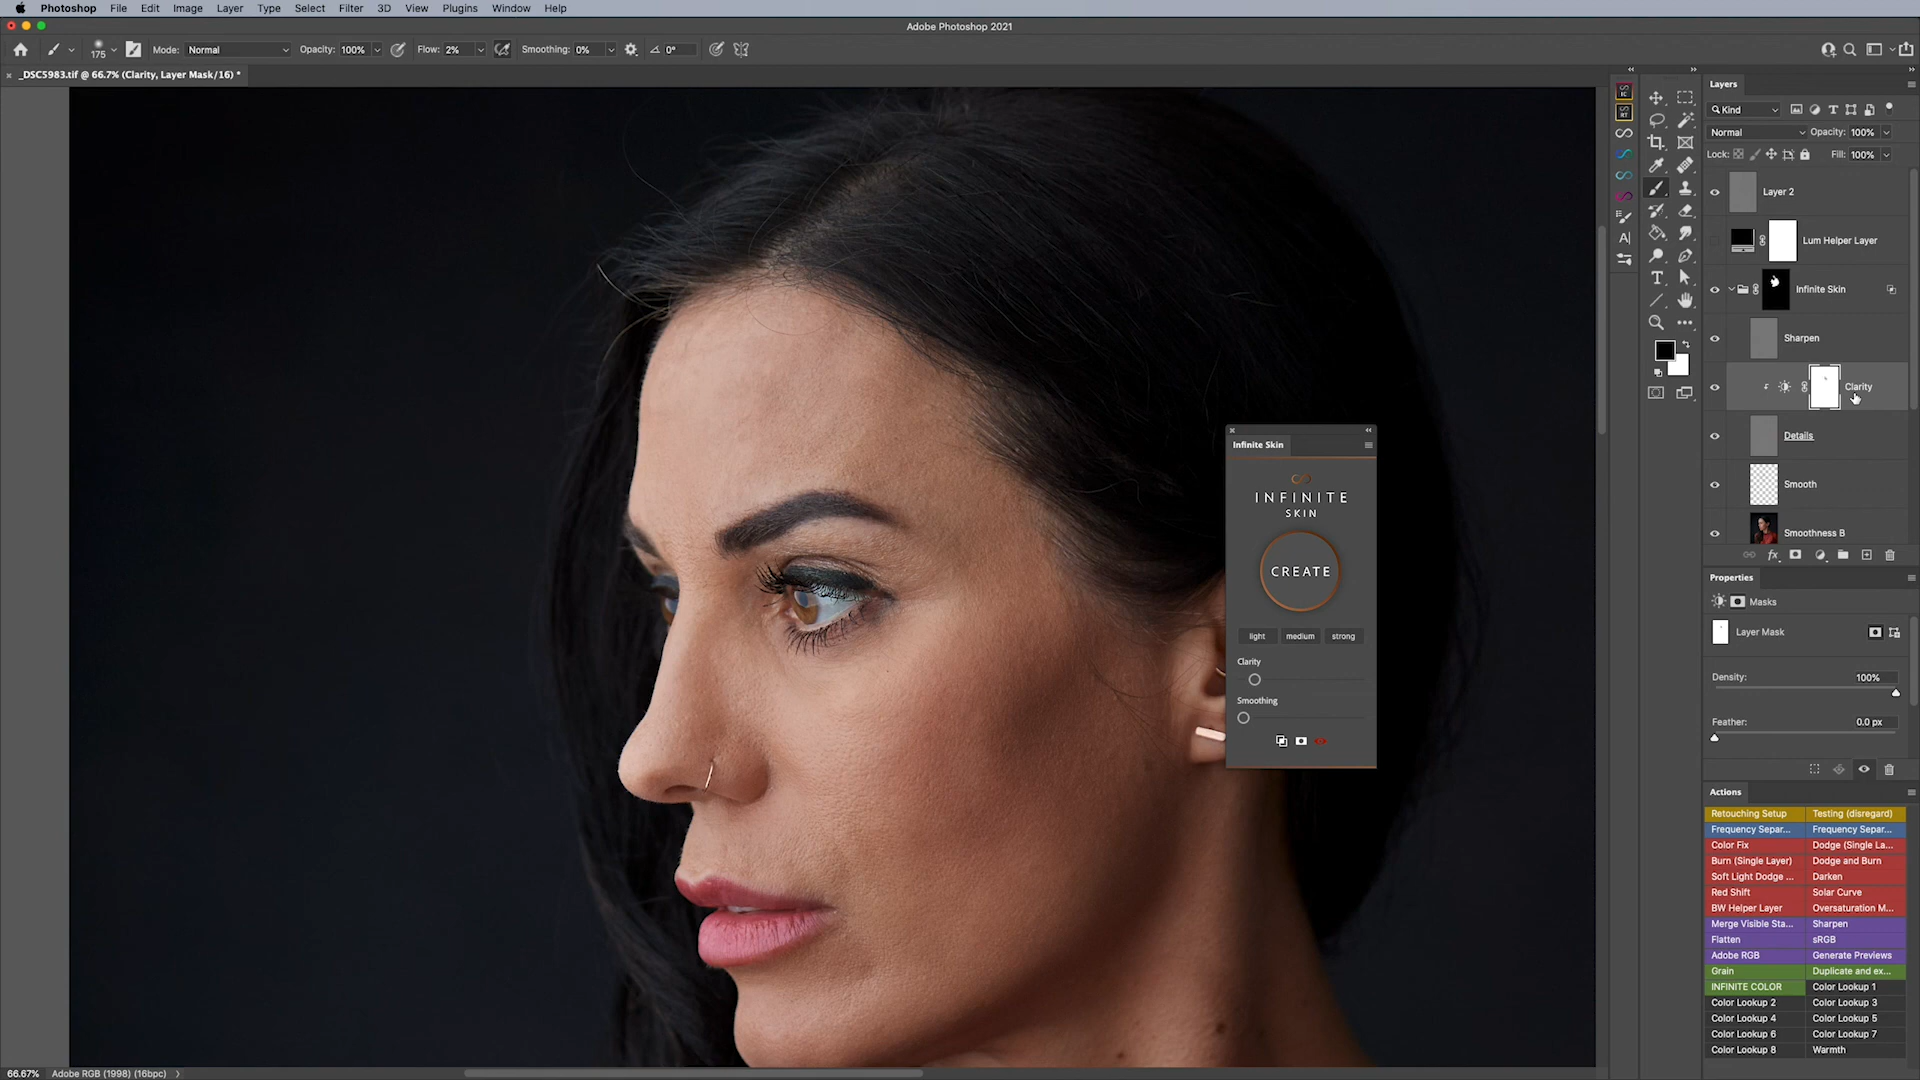 Photoshop File Edit Image Layer Type Select Filter 3D View Plugins Window Help
Adobe Photoshop 2021
175 Mode: Normal Opacity: 100% Flow: 2% Smoothing: 0% 0°
_DSC5983.tif @ 66.7% (Clarity, Layer Mask/16) *
Layers
Kind
Normal Opacity: 100%
Lock: Fill: 100%
Layer 2
Lum Helper Layer
Infinite Skin
Sharpen
Clarity
Details
Smooth
Smoothness B
Infinite Skin
INFINITE
SKIN
CREATE
light medium strong
Clarity
Smoothing
Properties
Masks
Layer Mask
Density: 100%
Feather: 0.0 px
Actions
Retouching Setup Testing (disregard)
Frequency Separ... Frequency Separ...
Color Fix Dodge (Single La...
Burn (Single Layer) Dodge and Burn
Soft Light Dodge ... Darken
Red Shift Solar Curve
BW Helper Layer Oversaturation M...
Merge Visible Sta... Sharpen
Flatten sRGB
Adobe RGB Generate Previews
Grain Duplicate and ex...
INFINITE COLOR Color Lookup 1
Color Lookup 2 Color Lookup 3
Color Lookup 4 Color Lookup 5
Color Lookup 6 Color Lookup 7
Color Lookup 8 Warmth
66.67% Adobe RGB (1998) (16bpc)